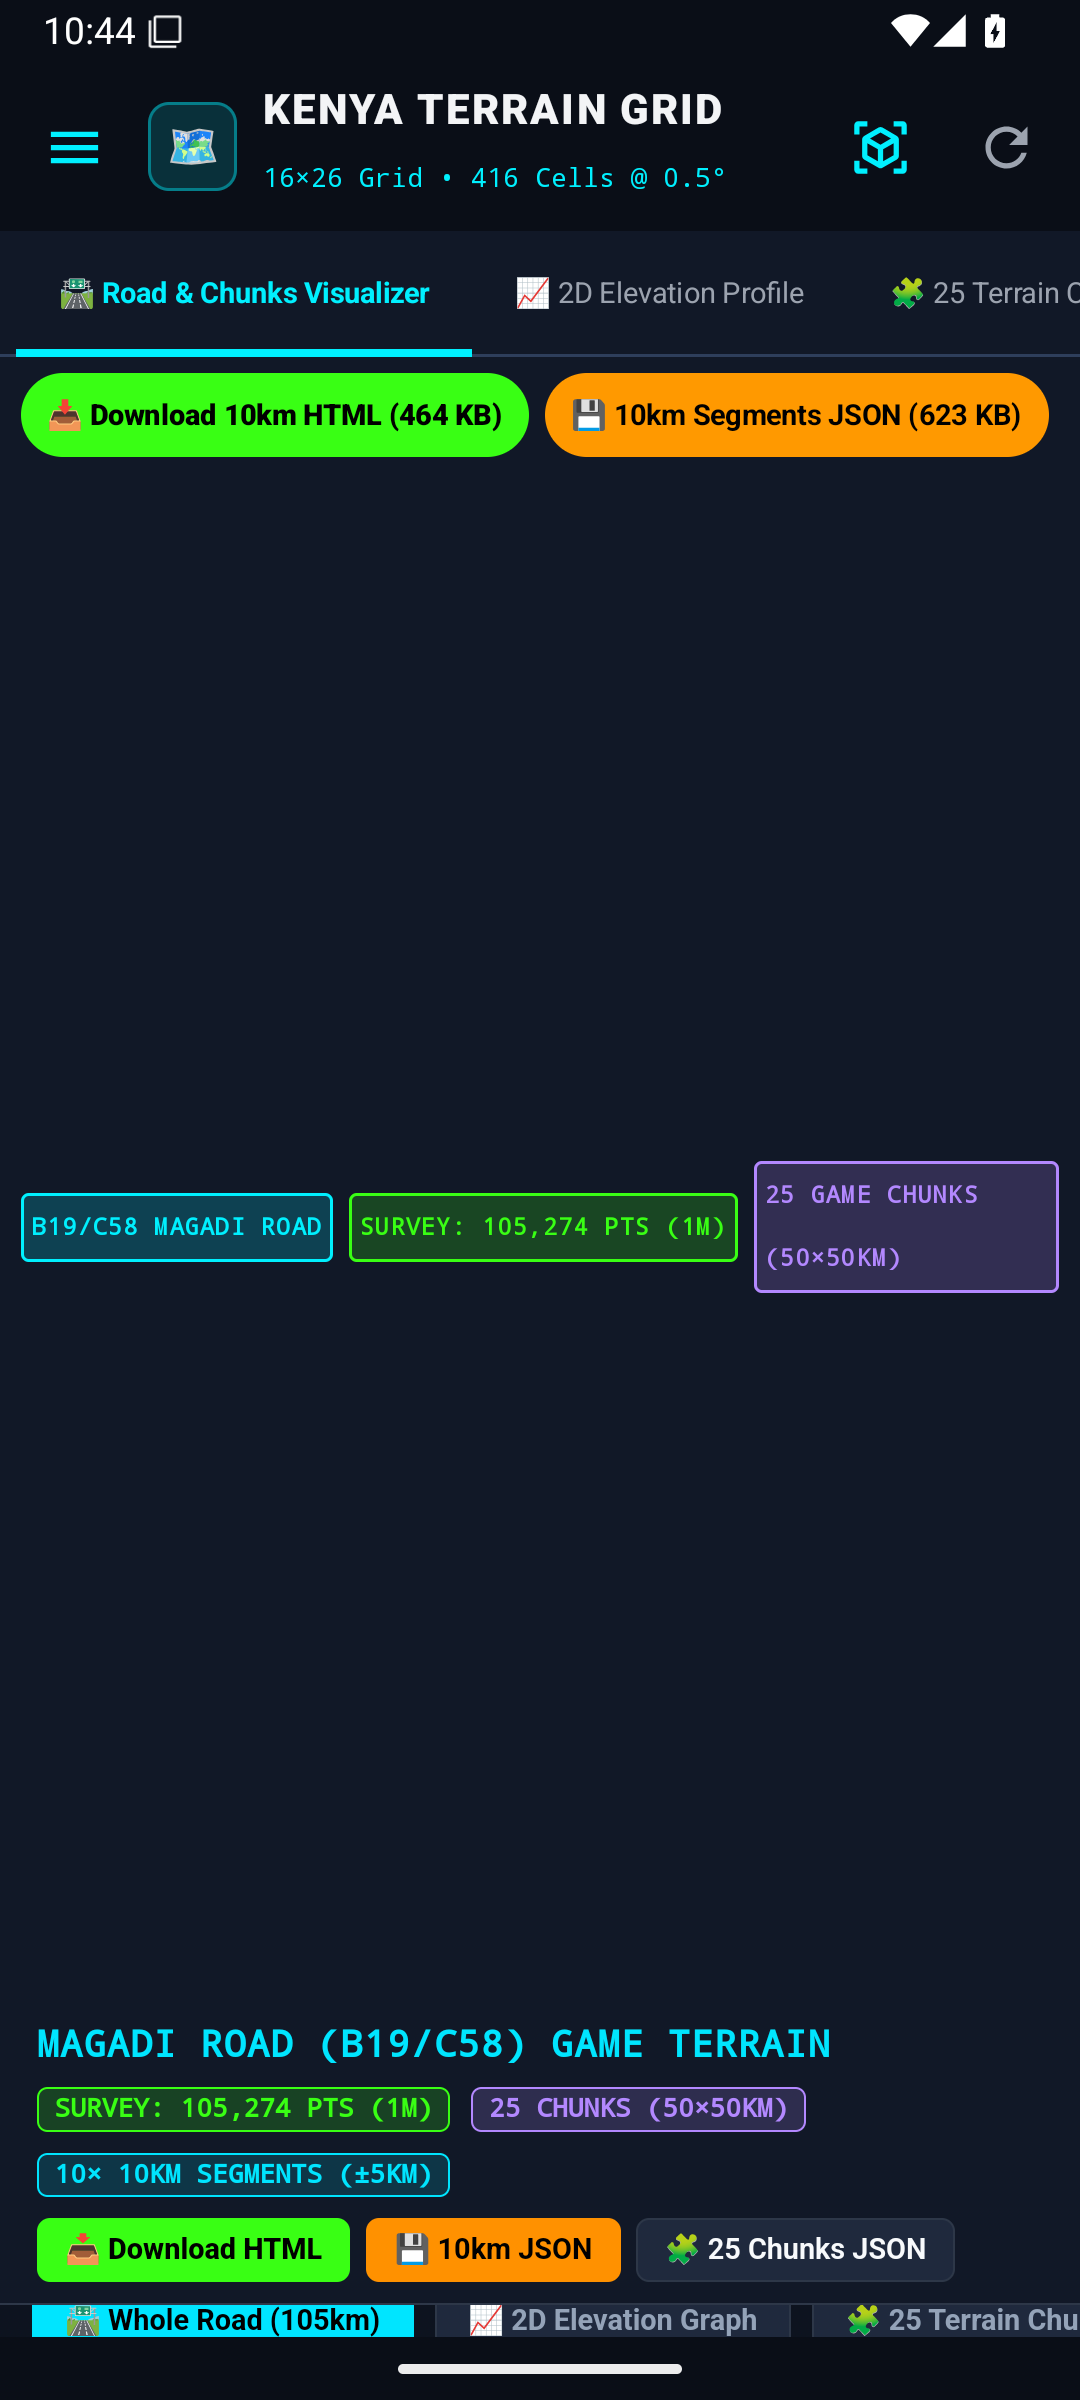 10:44
KENYA TERRAIN GRID
16×26 Grid • 416 Cells @ 0.5°
Road & Chunks Visualizer
2D Elevation Profile
25 Terrain C
Download 10km HTML (464 KB)
10km Segments JSON (623 KB)
B19/C58 MAGADI ROAD
SURVEY: 105,274 PTS (1M)
25 GAME CHUNKS
(50×50KM)
MAGADI ROAD (B19/C58) GAME TERRAIN
SURVEY: 105,274 PTS (1M)
25 CHUNKS (50×50KM)
10× 10KM SEGMENTS (±5KM)
Download HTML
10km JSON
25 Chunks JSON
Whole Road (105km)
2D Elevation Graph
25 Terrain Chu